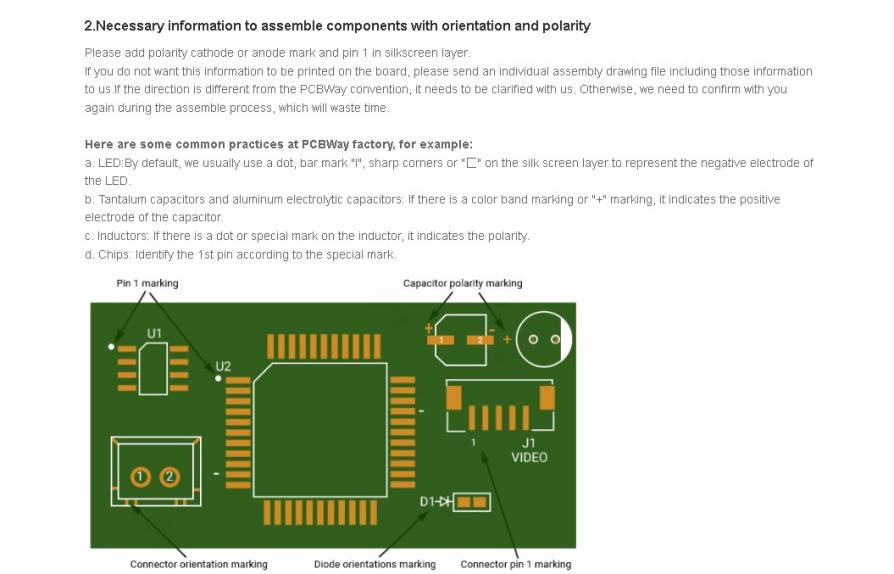 2.Necessary information to assemble components with orientation and polarity
Please add polarity cathode or anode mark and pin 1 in silkscreen layer.
If you do not want this information to be printed on the board, please send an individual assembly drawing file including those information
to us.If the direction is different from the PCBWay convention, it needs to be clarified with us. Otherwise, we need to confirm with you
again during the assemble process, which will waste time.
Here are some common practices at PCBWay factory, for example:
a. LED:By default, we usually use a dot, bar mark "l", sharp corners or "匚" on the silk screen layer to represent the negative electrode of
the LED.
b. Tantalum capacitors and aluminum electrolytic capacitors: If there is a color band marking or "+" marking, it indicates the positive
electrode of the capacitor.
c. Inductors: If there is a dot or special mark on the inductor, it indicates the polarity.
d. Chips: Identify the 1st pin according to the special mark.
Pin 1 marking
Capacitor polarity marking
U1
+ 1 2 - +
U2
-
1
J1
VIDEO
1 2
-
D1
Connector orientation marking
Diode orientations marking
Connector pin 1 marking